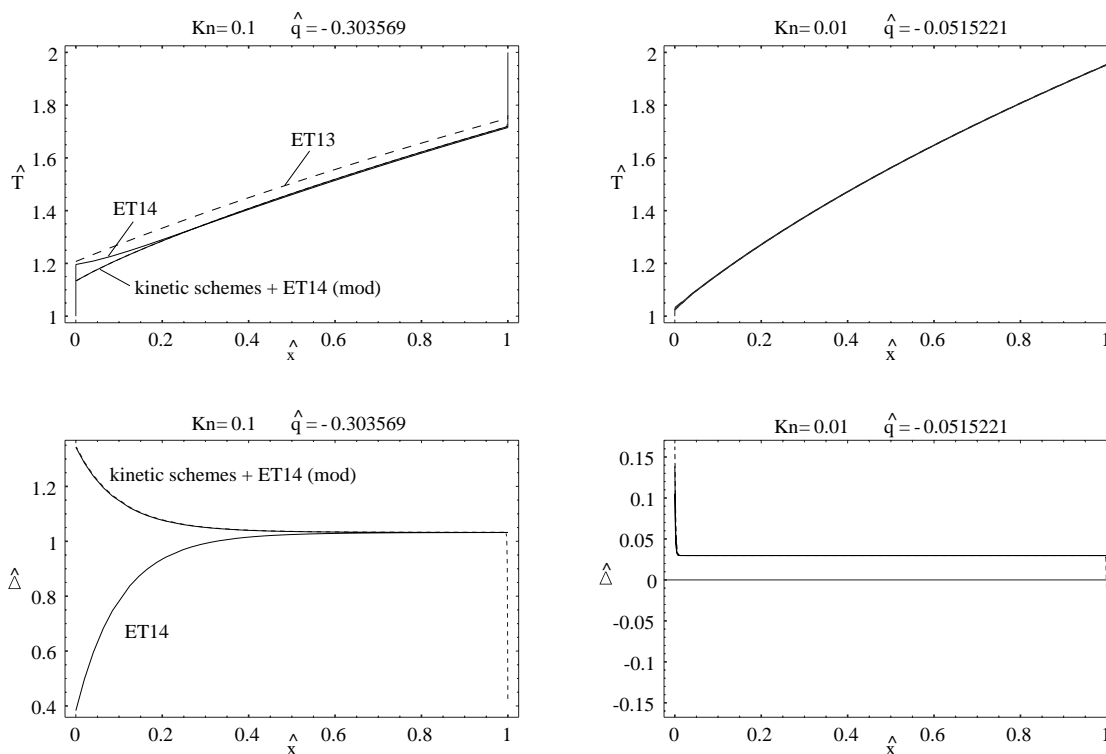 Kn= 0.1 q̂ = - 0.303569
2
1.8
1.6
1.4
1.2
1
T̂
ET13
ET14
kinetic schemes + ET14 (mod)
0 0.2 0.4 0.6 0.8 1
x̂
Kn= 0.01 q̂ = - 0.0515221
2
1.8
1.6
1.4
1.2
1
T̂
0 0.2 0.4 0.6 0.8 1
x̂
Kn= 0.1 q̂ = - 0.303569
1.2
1
0.8
0.6
0.4
Δ̂
kinetic schemes + ET14 (mod)
ET14
0 0.2 0.4 0.6 0.8 1
x̂
Kn= 0.01 q̂ = - 0.0515221
0.15
0.1
0.05
0
-0.05
-0.1
-0.15
Δ̂
0 0.2 0.4 0.6 0.8 1
x̂